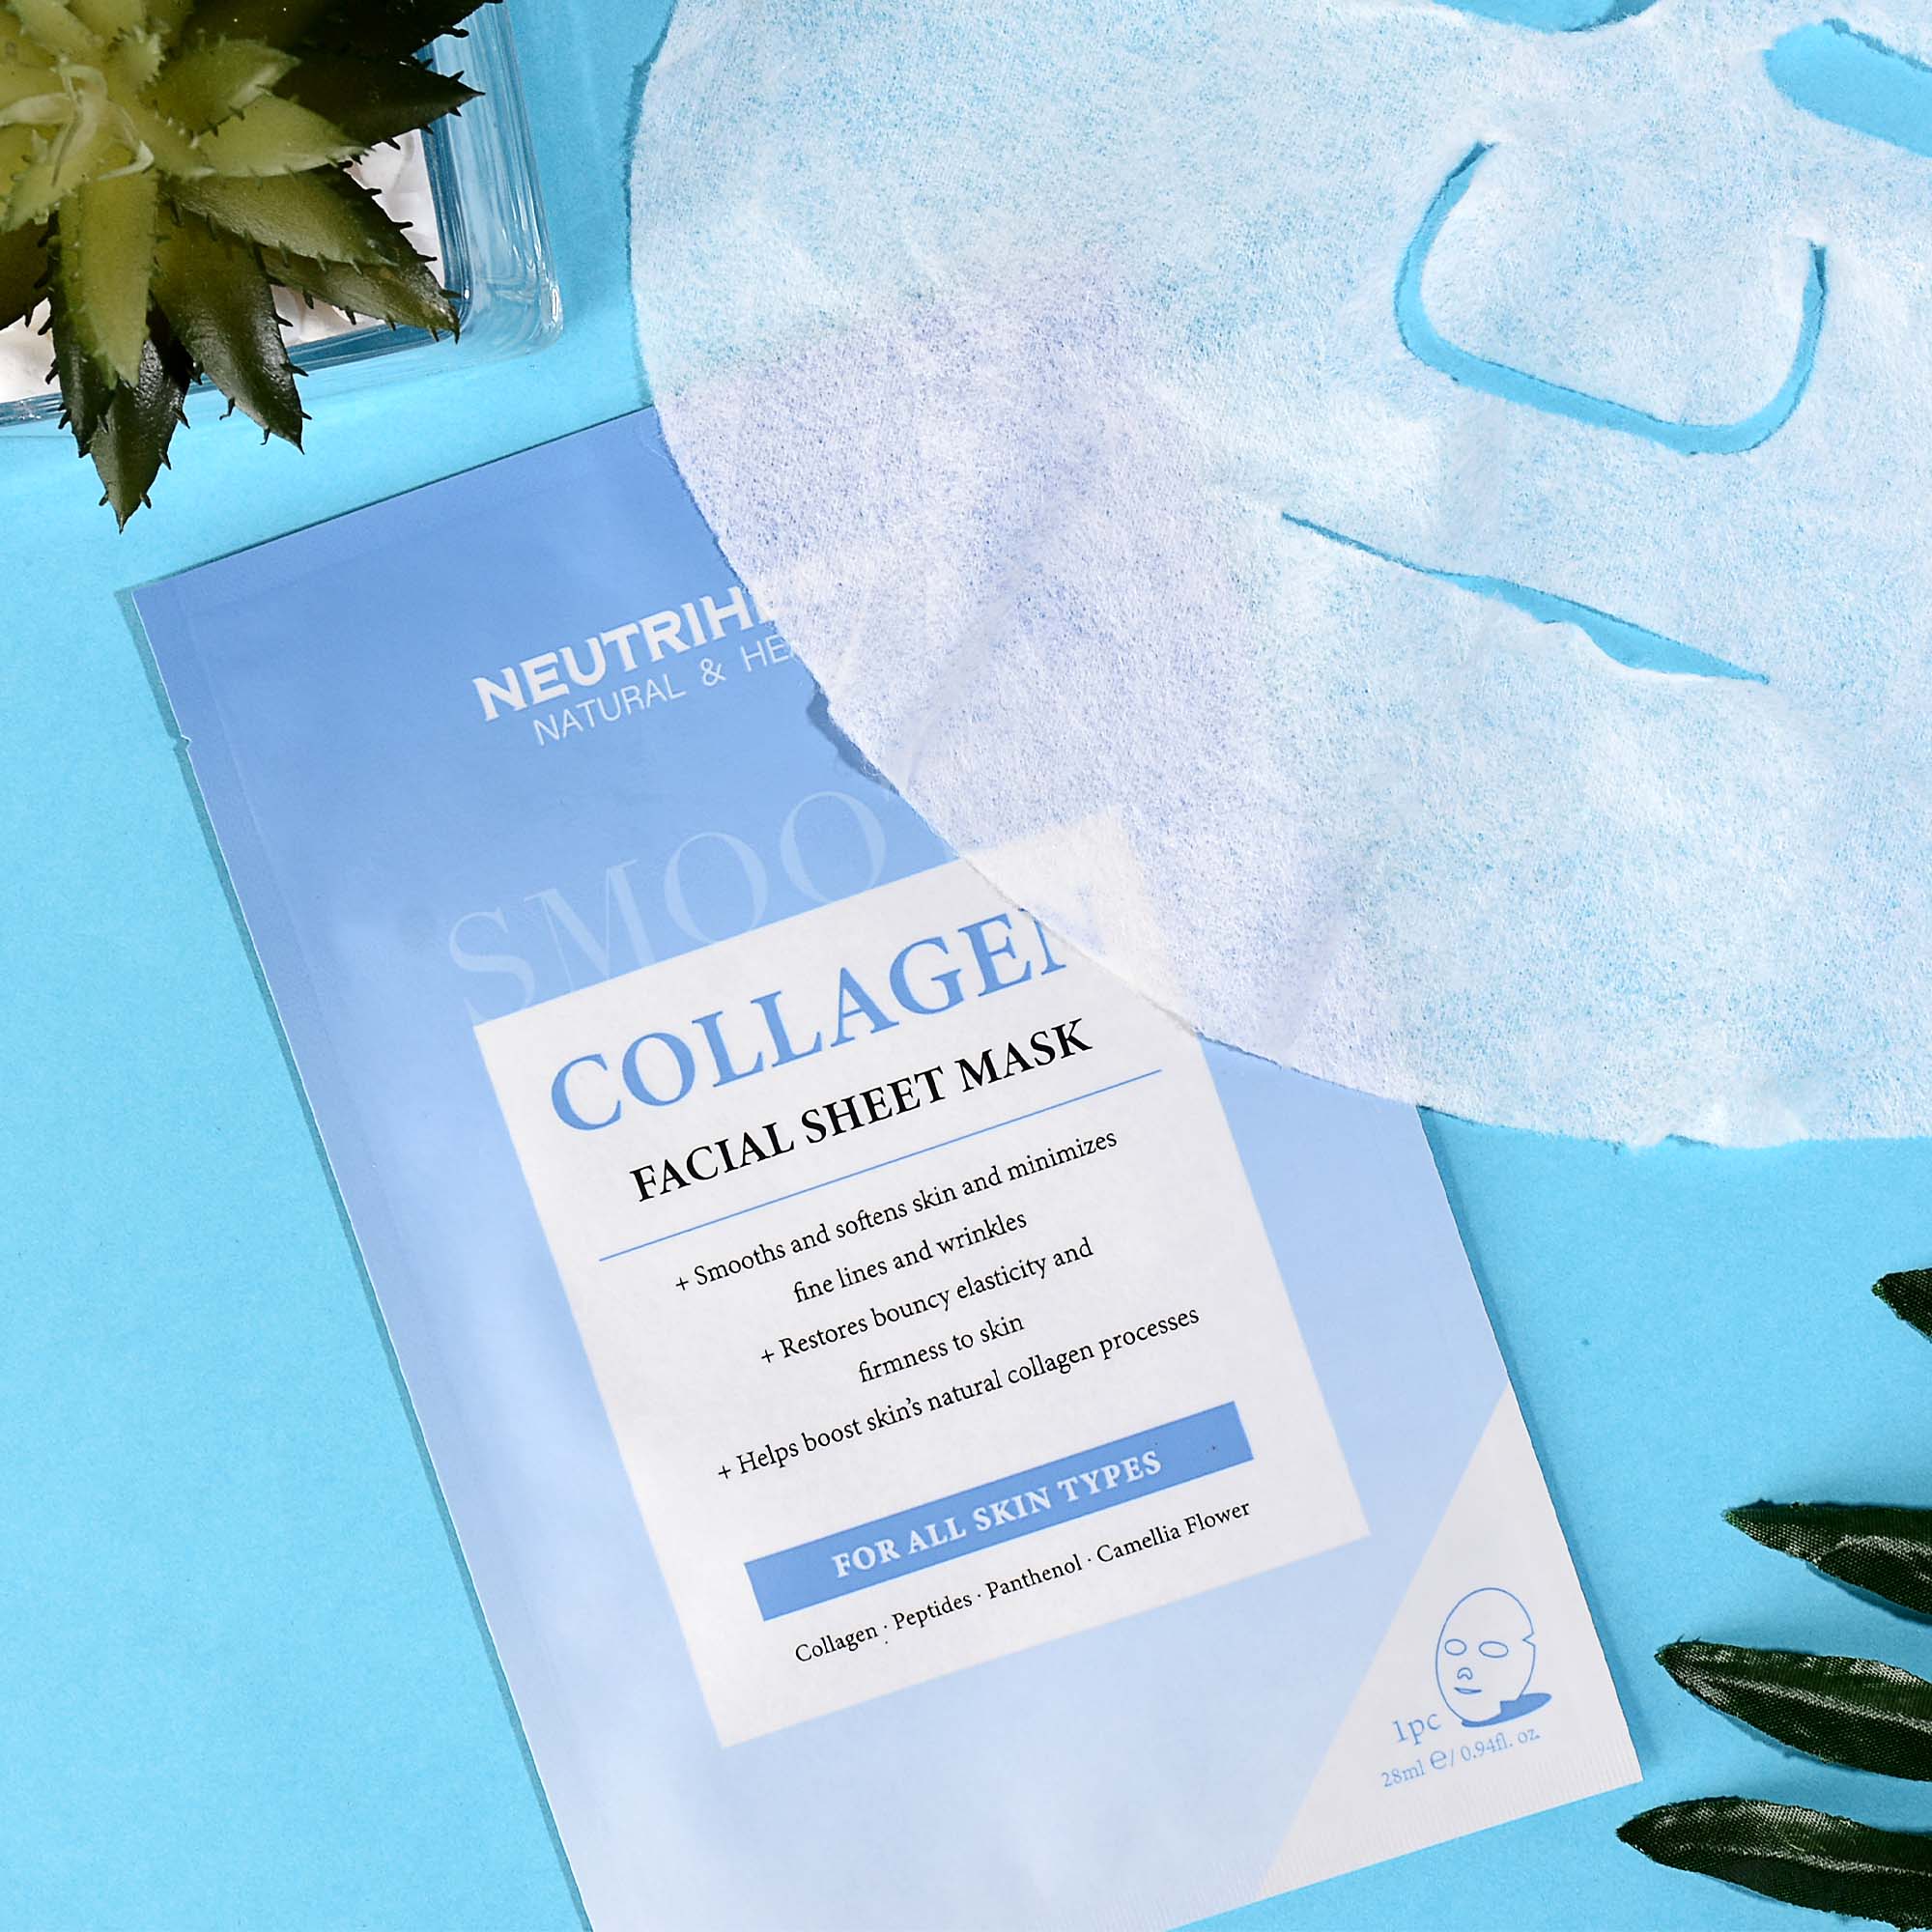 NEUTRIH
NATURAL & HE
SMOO
COLLAGEN
FACIAL SHEET MASK
+ Smooths and softens skin and minimizes
fine lines and wrinkles
+ Restores bouncy elasticity and
firmness to skin
+ Helps boost skin's natural collagen processes
FOR ALL SKIN TYPES
Collagen · Peptides · Panthenol · Camellia Flower
1pc
28ml ℮/ 0.94fl. oz.